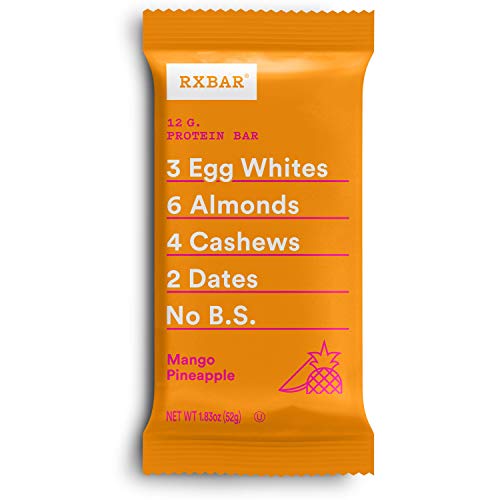 RXBAR®
12 G.
PROTEIN BAR
3 Egg Whites
6 Almonds
4 Cashews
2 Dates
No B.S.
Mango
Pineapple
NET WT 1.83oz (52g) U